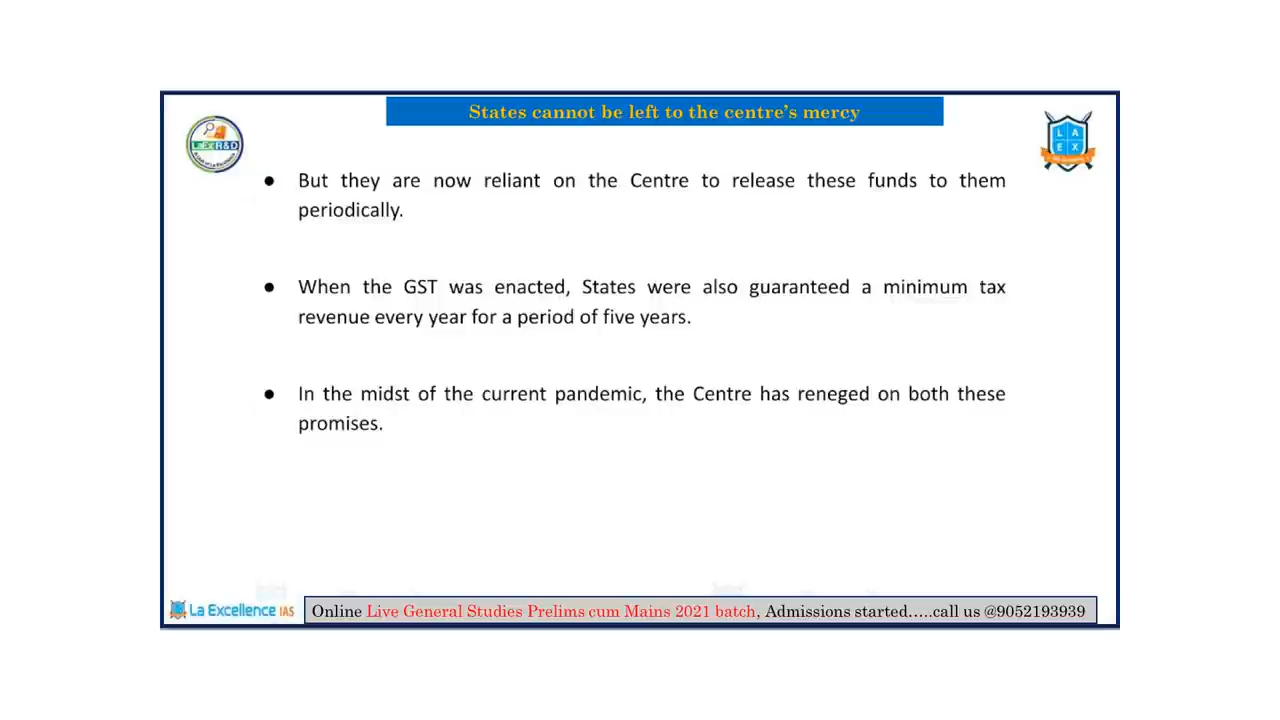 States cannot be left to the centre's mercy
LaEx R&D
L A
E X
● But they are now reliant on the Centre to release these funds to them
periodically.
● When the GST was enacted, States were also guaranteed a minimum tax
revenue every year for a period of five years.
● In the midst of the current pandemic, the Centre has reneged on both these
promises.
La Excellence IAS
Online Live General Studies Prelims cum Mains 2021 batch, Admissions started.....call us @9052193939